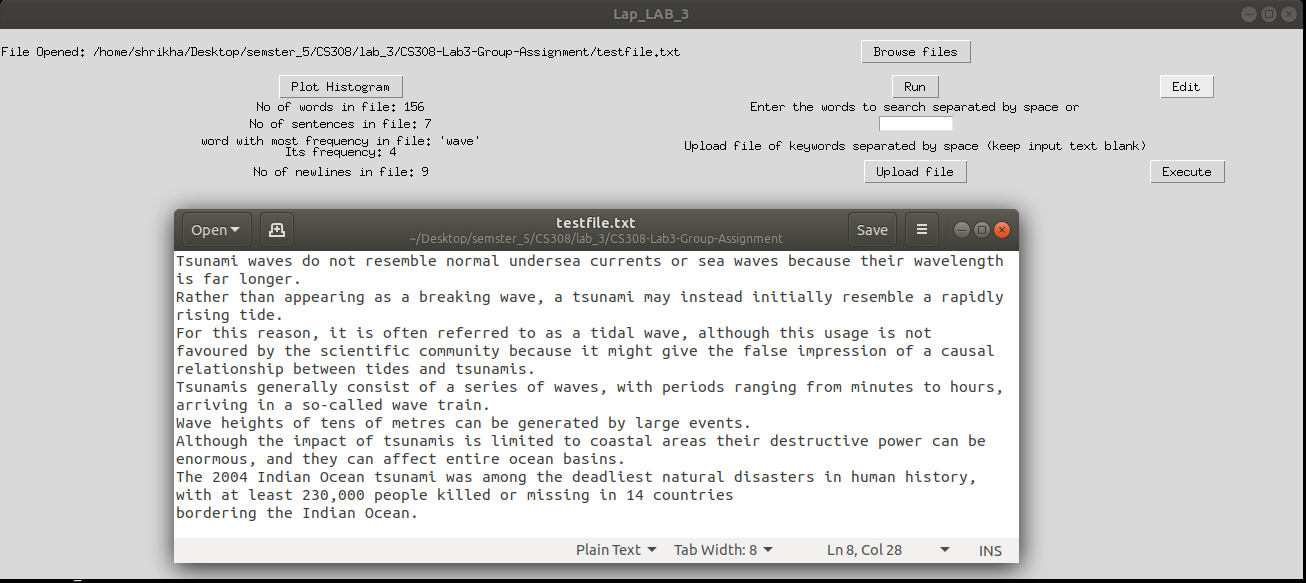 Lap_LAB_3
File Opened: /home/shrikha/Desktop/semster_5/CS308/lab_3/CS308-Lab3-Group-Assignment/testfile.txt
Browse files
Plot Histogram
Run
Edit
No of words in file: 156
Enter the words to search separated by space or
No of sentences in file: 7
word with most frequency in file: 'wave'
Its frequency: 4
Upload file of keywords separated by space (keep input text blank)
No of newlines in file: 9
Upload file
Execute
Open
testfile.txt
~/Desktop/semster_5/CS308/lab_3/CS308-Lab3-Group-Assignment
Save
Tsunami waves do not resemble normal undersea currents or sea waves because their wavelength
is far longer.
Rather than appearing as a breaking wave, a tsunami may instead initially resemble a rapidly
rising tide.
For this reason, it is often referred to as a tidal wave, although this usage is not
favoured by the scientific community because it might give the false impression of a causal
relationship between tides and tsunamis.
Tsunamis generally consist of a series of waves, with periods ranging from minutes to hours,
arriving in a so-called wave train.
Wave heights of tens of metres can be generated by large events.
Although the impact of tsunamis is limited to coastal areas their destructive power can be
enormous, and they can affect entire ocean basins.
The 2004 Indian Ocean tsunami was among the deadliest natural disasters in human history,
with at least 230,000 people killed or missing in 14 countries
bordering the Indian Ocean.
Plain Text
Tab Width: 8
Ln 8, Col 28
INS